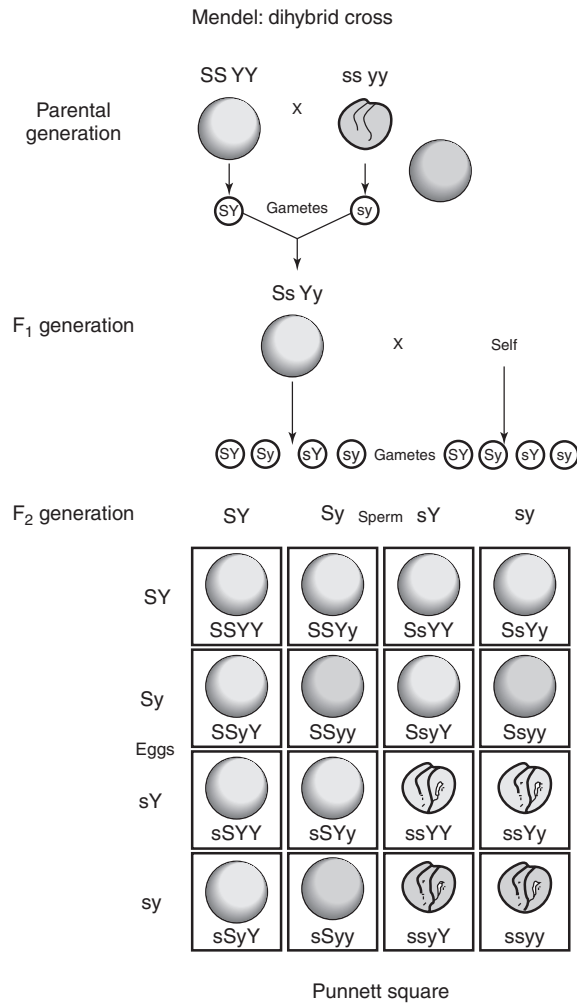 Mendel: dihybrid cross
SS YY
ss yy
Parental
generation
x
SY
Gametes
sy
Ss Yy
F₁ generation
x
Self
SY Sy sY sy Gametes SY Sy sY sy
F₂ generation
SY Sy Sperm sY sy
SY
SSYY SSYy SsYY SsYy
Sy
SSyY SSyy SsyY Ssyy
Eggs
sY
sSYY sSYy ssYY ssYy
sy
sSyY sSyy ssyY ssyy
Punnett square